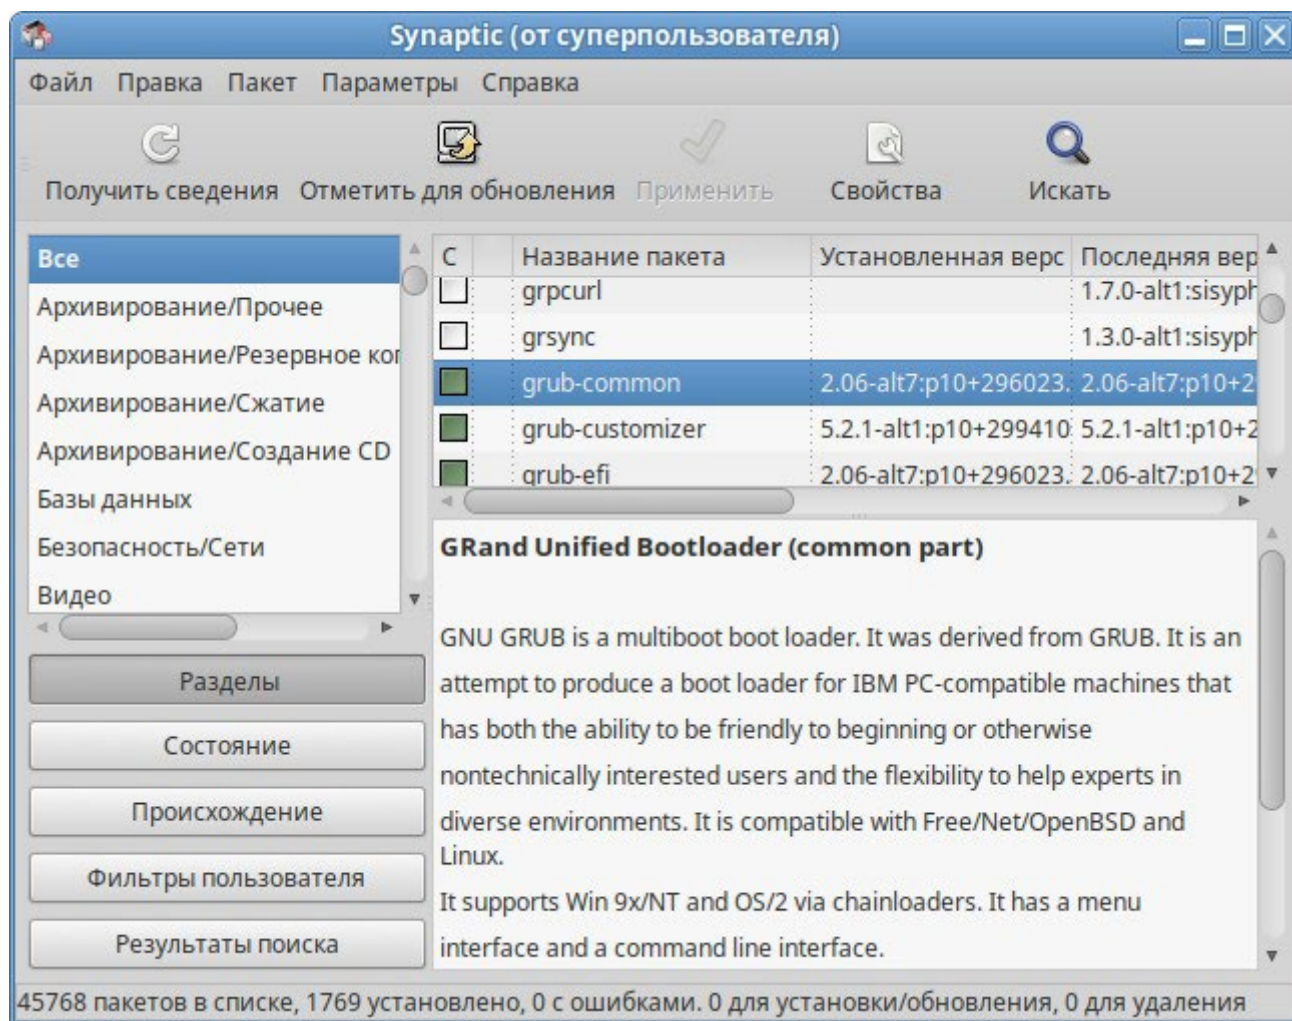 Synaptic (от суперпользователя)
Файл Правка Пакет Параметры Справка
Получить сведения Отметить для обновления Применить Свойства Искать
Все
Архивирование/Прочее
Архивирование/Резервное ко
Архивирование/Сжатие
Архивирование/Создание CD
Базы данных
Безопасность/Сети
Видео
Разделы
Состояние
Происхождение
Фильтры пользователя
Результаты поиска
С Название пакета Установленная верс Последняя вер
grpcurl 1.7.0-alt1:sisyph
grsync 1.3.0-alt1:sisyph
grub-common 2.06-alt7:p10+296023. 2.06-alt7:p10+2
grub-customizer 5.2.1-alt1:p10+299410 5.2.1-alt1:p10+2
grub-efi 2.06-alt7:p10+296023. 2.06-alt7:p10+2
GRand Unified Bootloader (common part)
GNU GRUB is a multiboot boot loader. It was derived from GRUB. It is an
attempt to produce a boot loader for IBM PC-compatible machines that
has both the ability to be friendly to beginning or otherwise
nontechnically interested users and the flexibility to help experts in
diverse environments. It is compatible with Free/Net/OpenBSD and
Linux.
It supports Win 9x/NT and OS/2 via chainloaders. It has a menu
interface and a command line interface.
45768 пакетов в списке, 1769 установлено, 0 с ошибками. 0 для установки/обновления, 0 для удаления